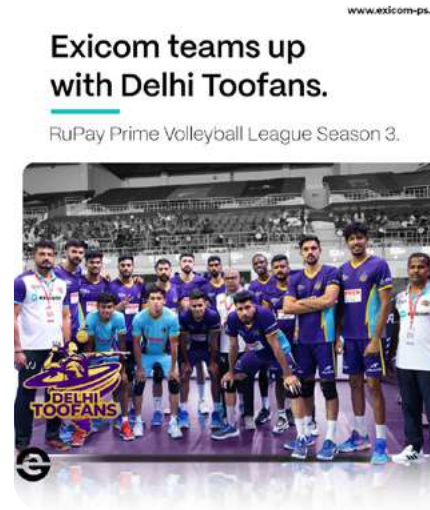 www.exicom-ps.
Exicom teams up
with Delhi Toofans.
RuPay Prime Volleyball League Season 3.
DELHI
TOOFANS